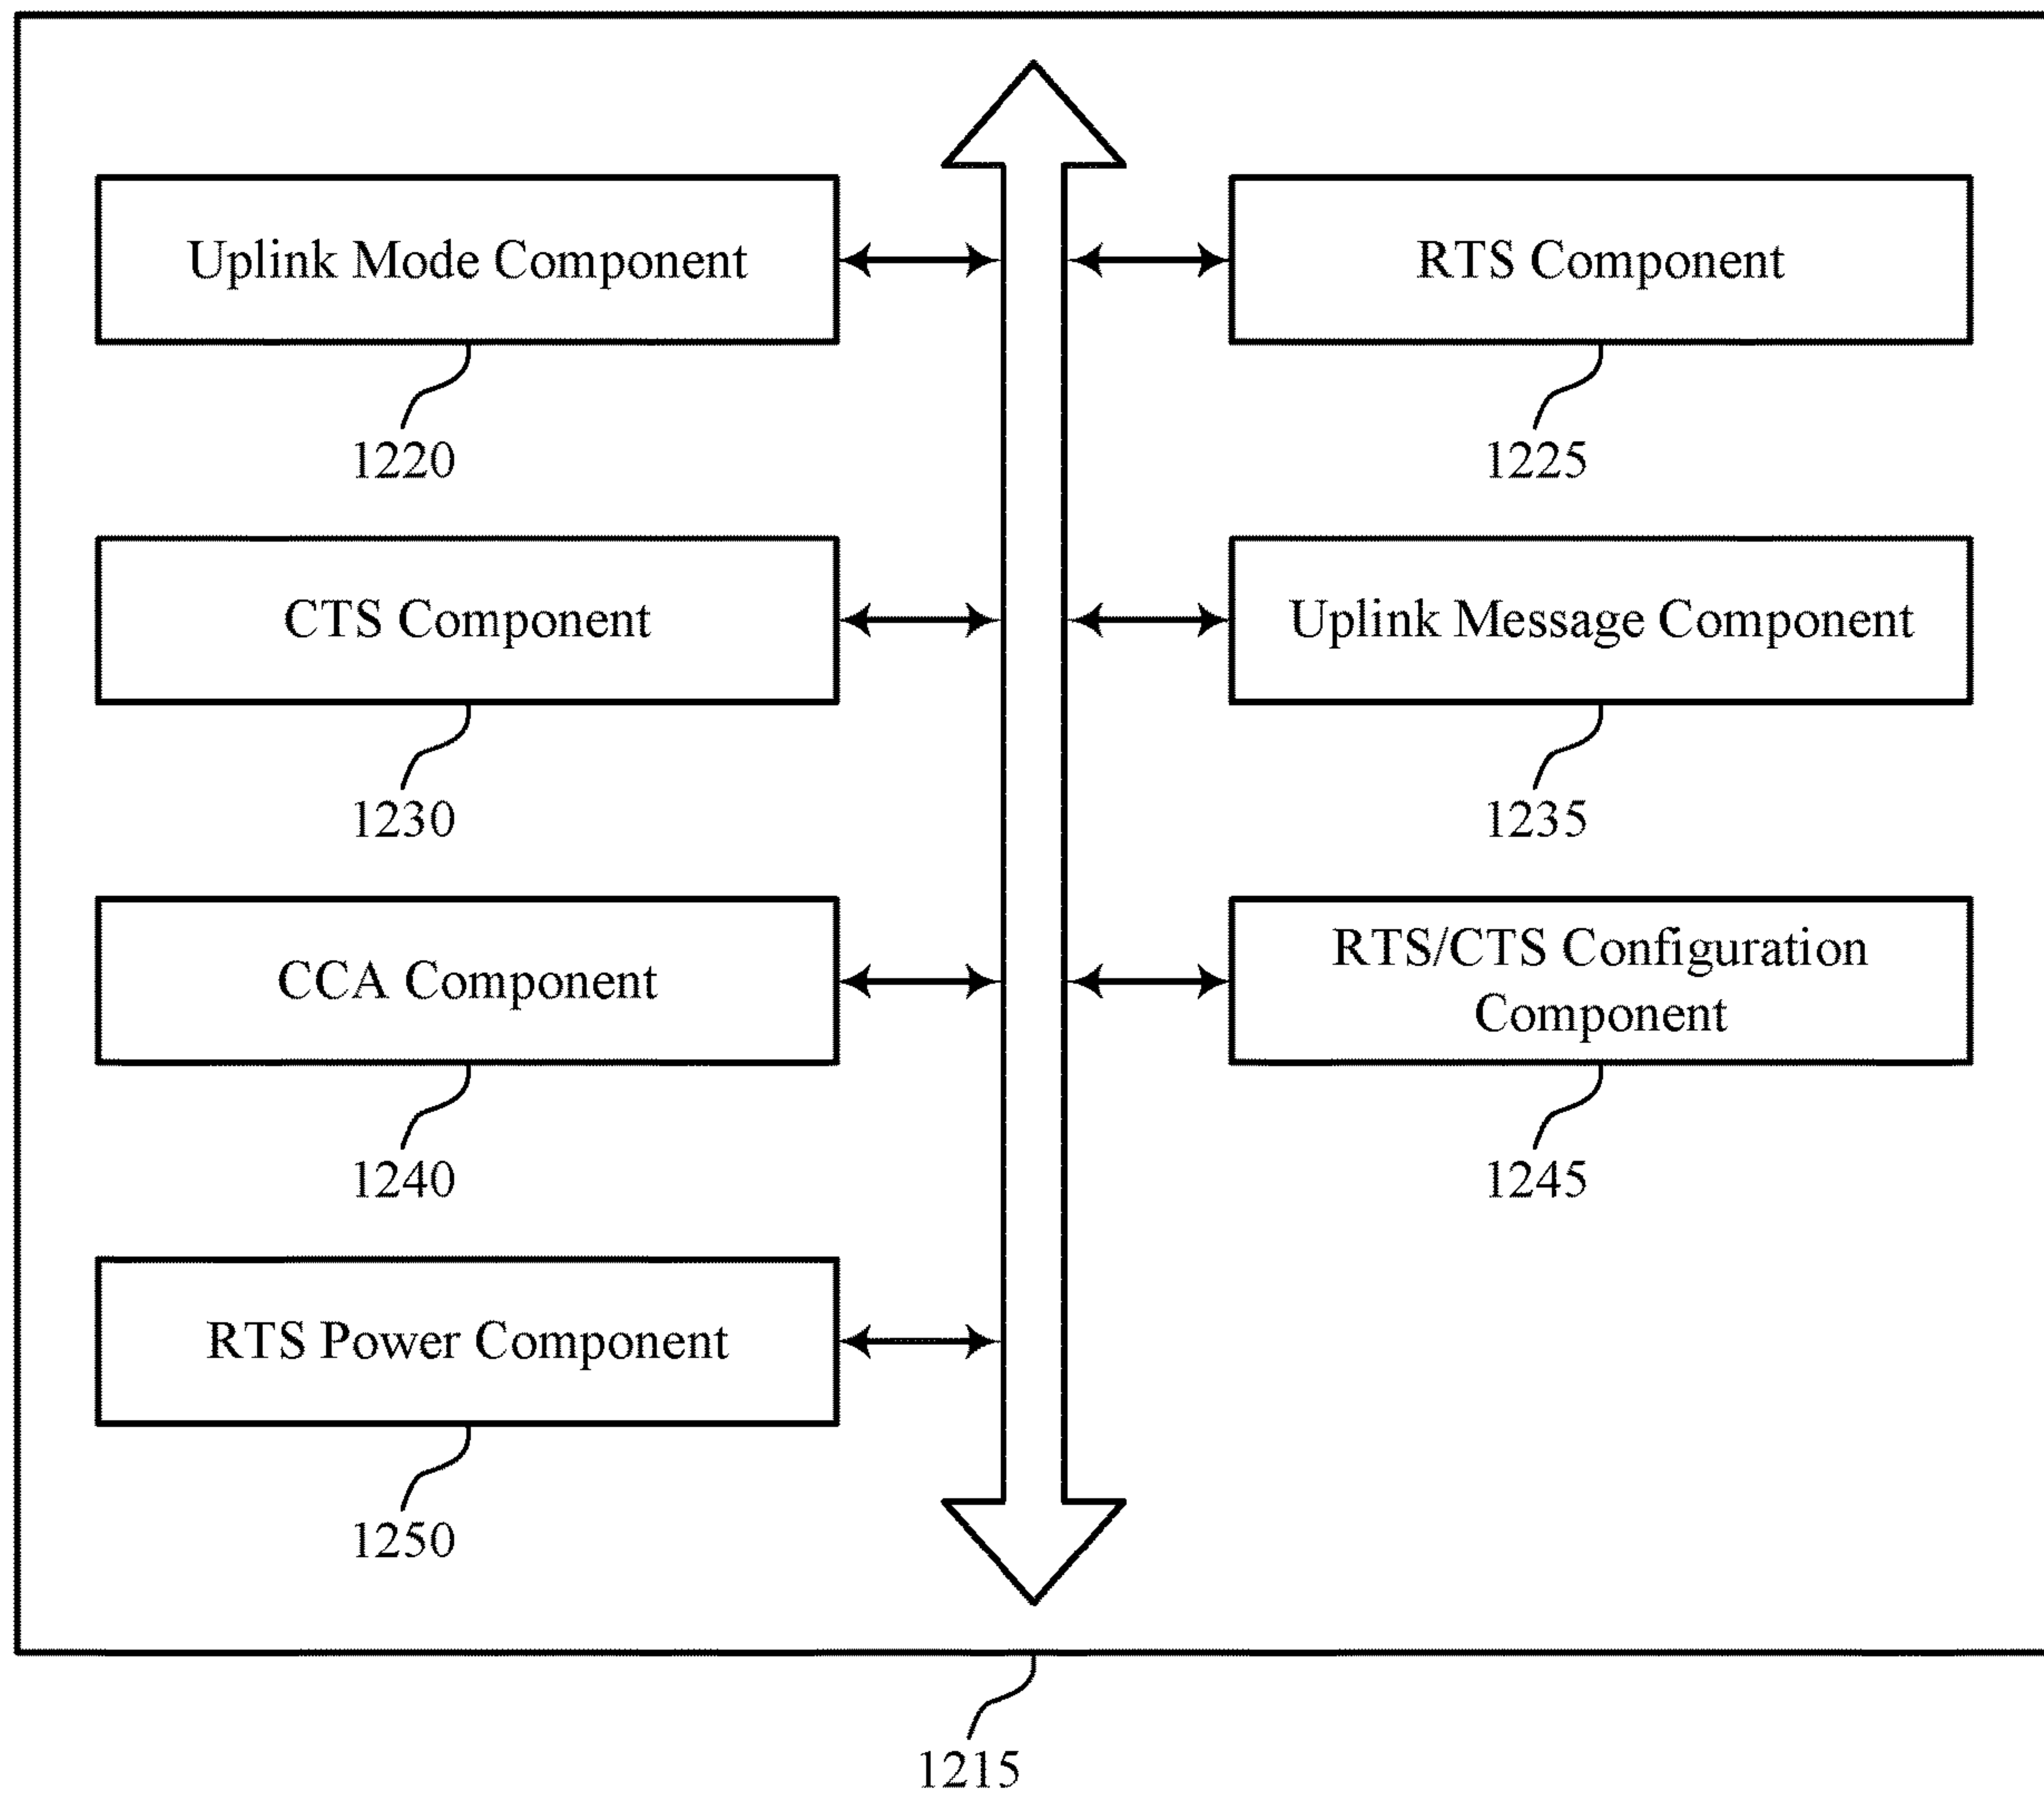 Uplink Mode Component
RTS Component
1220
1225
CTS Component
Uplink Message Component
1230
1235
CCA Component
RTS/CTS Configuration
Component
1240
1245
RTS Power Component
1250
1215